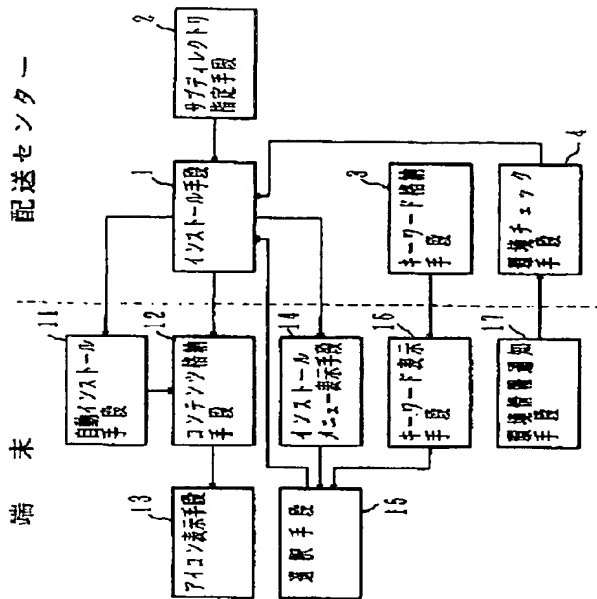 端末
配送センター
11
自動インストール
手段
1
インストール手段
2
サブディレクトリ
指定手段
13
アイコン表示手段
12
コンテンツ格納
手段
14
インストール
メニュー表示手段
3
キーワード格納
手段
15
選択手段
16
キーワード表示
手段
4
環境チェック
手段
17
環境情報通知
手段